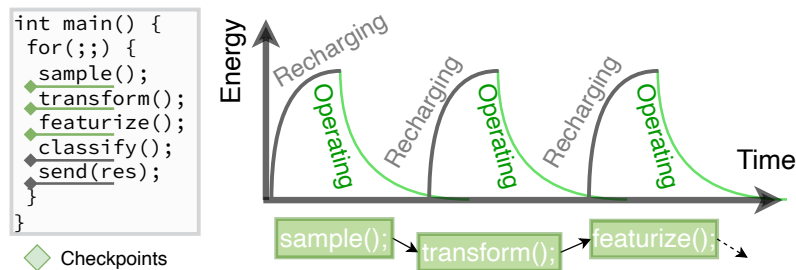 int main() {
for(;;) {
sample();
transform();
featurize();
classify();
send(res);
}
}
Checkpoints
Energy
Recharging
Operating
Recharging
Operating
Recharging
Operating
Time
sample();
transform();
featurize();